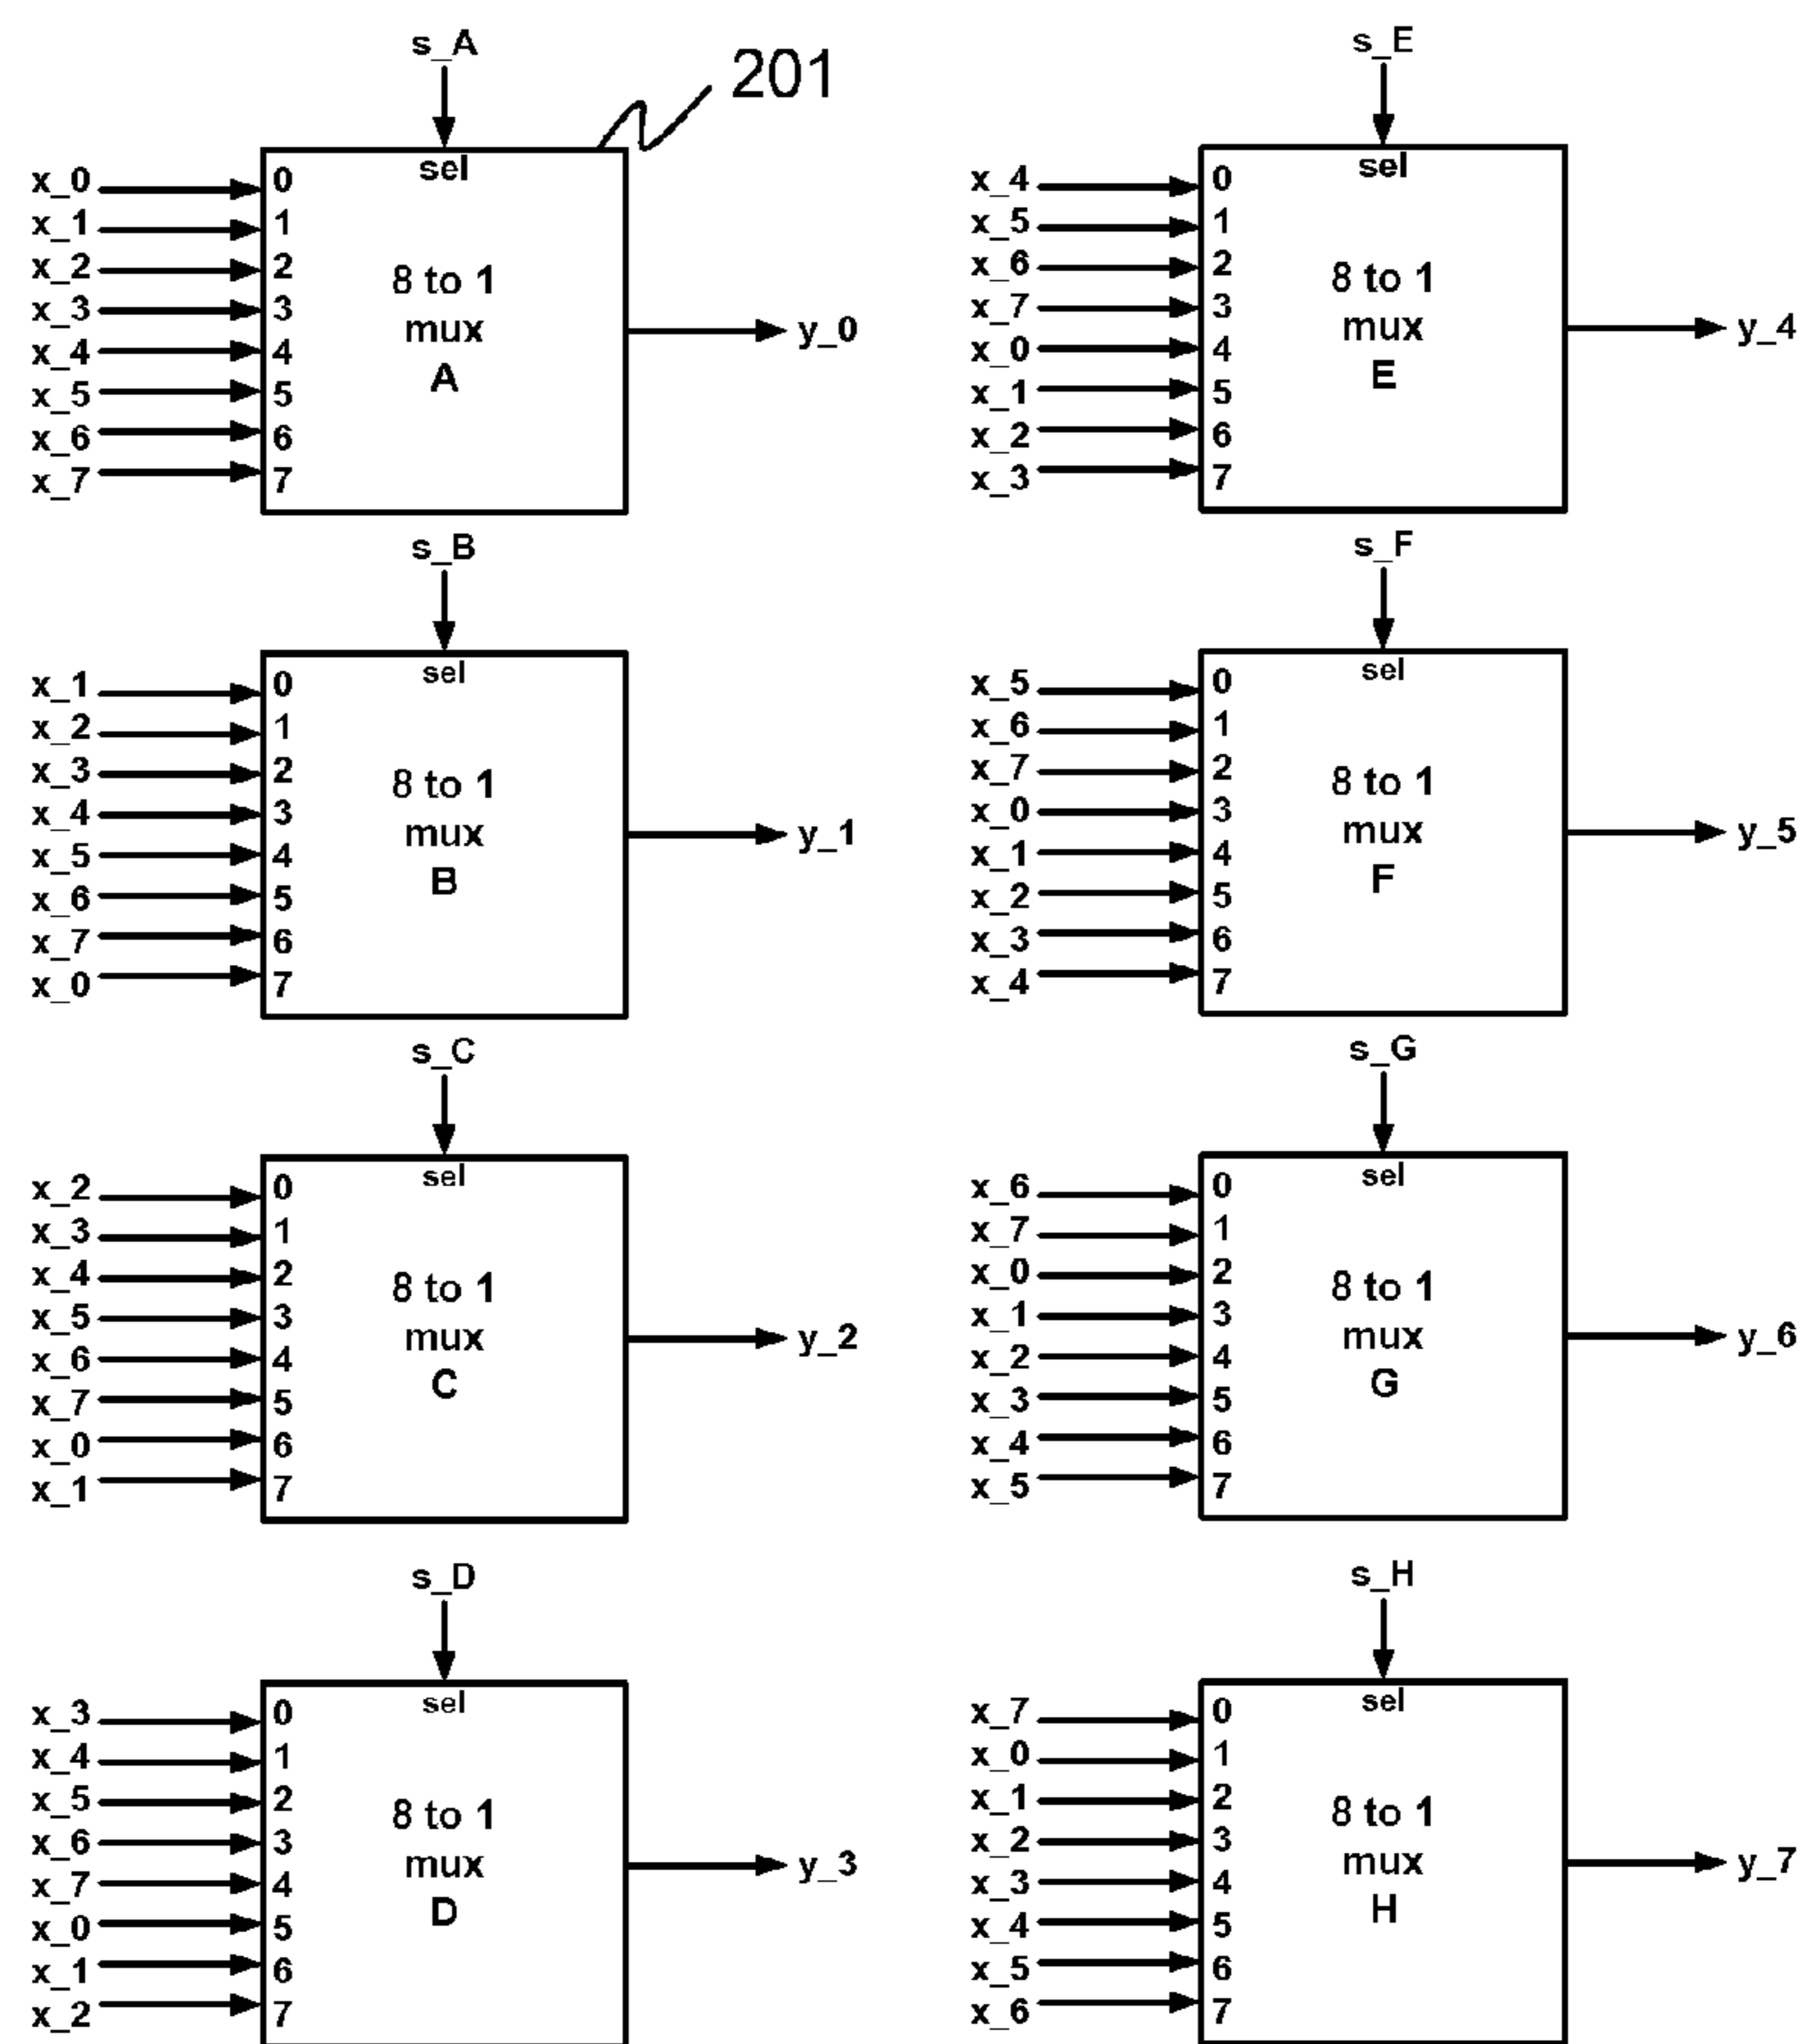 s_A
201
sel
x_0 0
x_1 1
x_2 2
x_3 3
x_4 4
x_5 5
x_6 6
x_7 7
8 to 1
mux
A
y_0
s_B
sel
x_1 0
x_2 1
x_3 2
x_4 3
x_5 4
x_6 5
x_7 6
x_0 7
8 to 1
mux
B
y_1
s_C
sel
x_2 0
x_3 1
x_4 2
x_5 3
x_6 4
x_7 5
x_0 6
x_1 7
8 to 1
mux
C
y_2
s_D
sel
x_3 0
x_4 1
x_5 2
x_6 3
x_7 4
x_0 5
x_1 6
x_2 7
8 to 1
mux
D
y_3
s_E
sel
x_4 0
x_5 1
x_6 2
x_7 3
x_0 4
x_1 5
x_2 6
x_3 7
8 to 1
mux
E
y_4
s_F
sel
x_5 0
x_6 1
x_7 2
x_0 3
x_1 4
x_2 5
x_3 6
x_4 7
8 to 1
mux
F
y_5
s_G
sel
x_6 0
x_7 1
x_0 2
x_1 3
x_2 4
x_3 5
x_4 6
x_5 7
8 to 1
mux
G
y_6
s_H
sel
x_7 0
x_0 1
x_1 2
x_2 3
x_3 4
x_4 5
x_5 6
x_6 7
8 to 1
mux
H
y_7